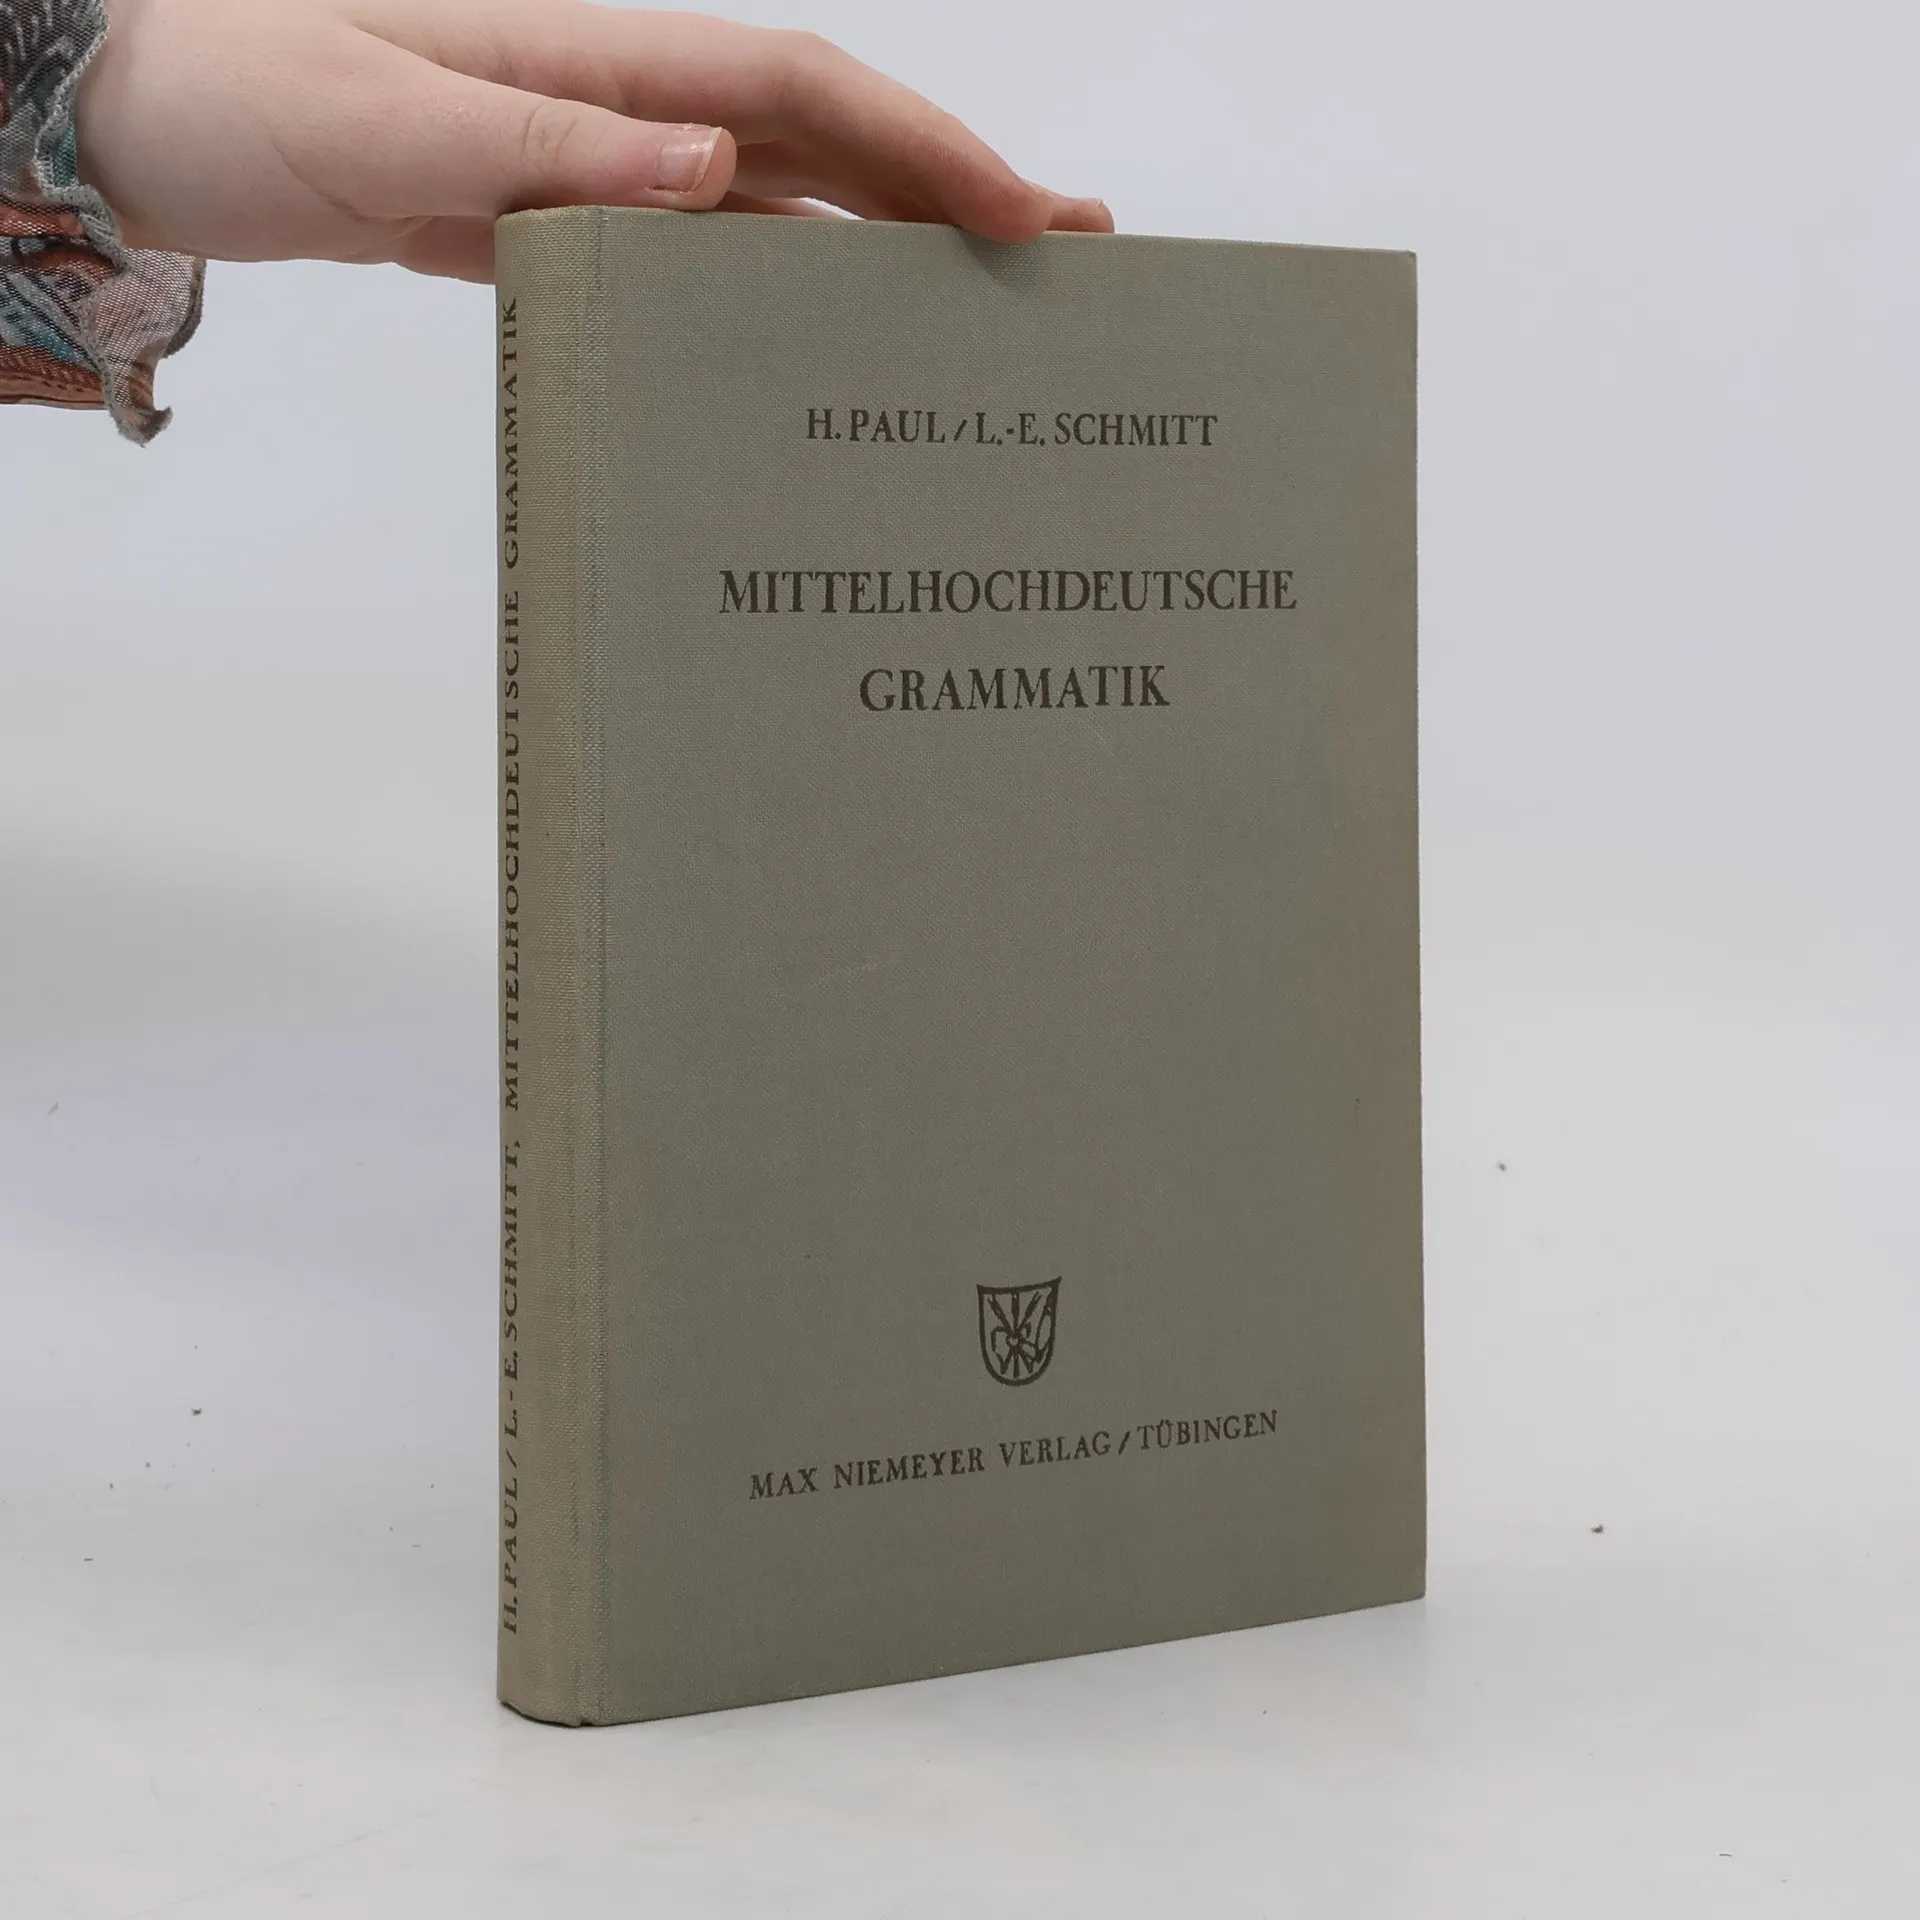 H. PAUL / L.-E. SCHMITT, MITTELHOCHDEUTSCHE GRAMMATIK
H. PAUL / L.-E. SCHMITT
MITTELHOCHDEUTSCHE
GRAMMATIK
MAX NIEMEYER VERLAG / TÜBINGEN